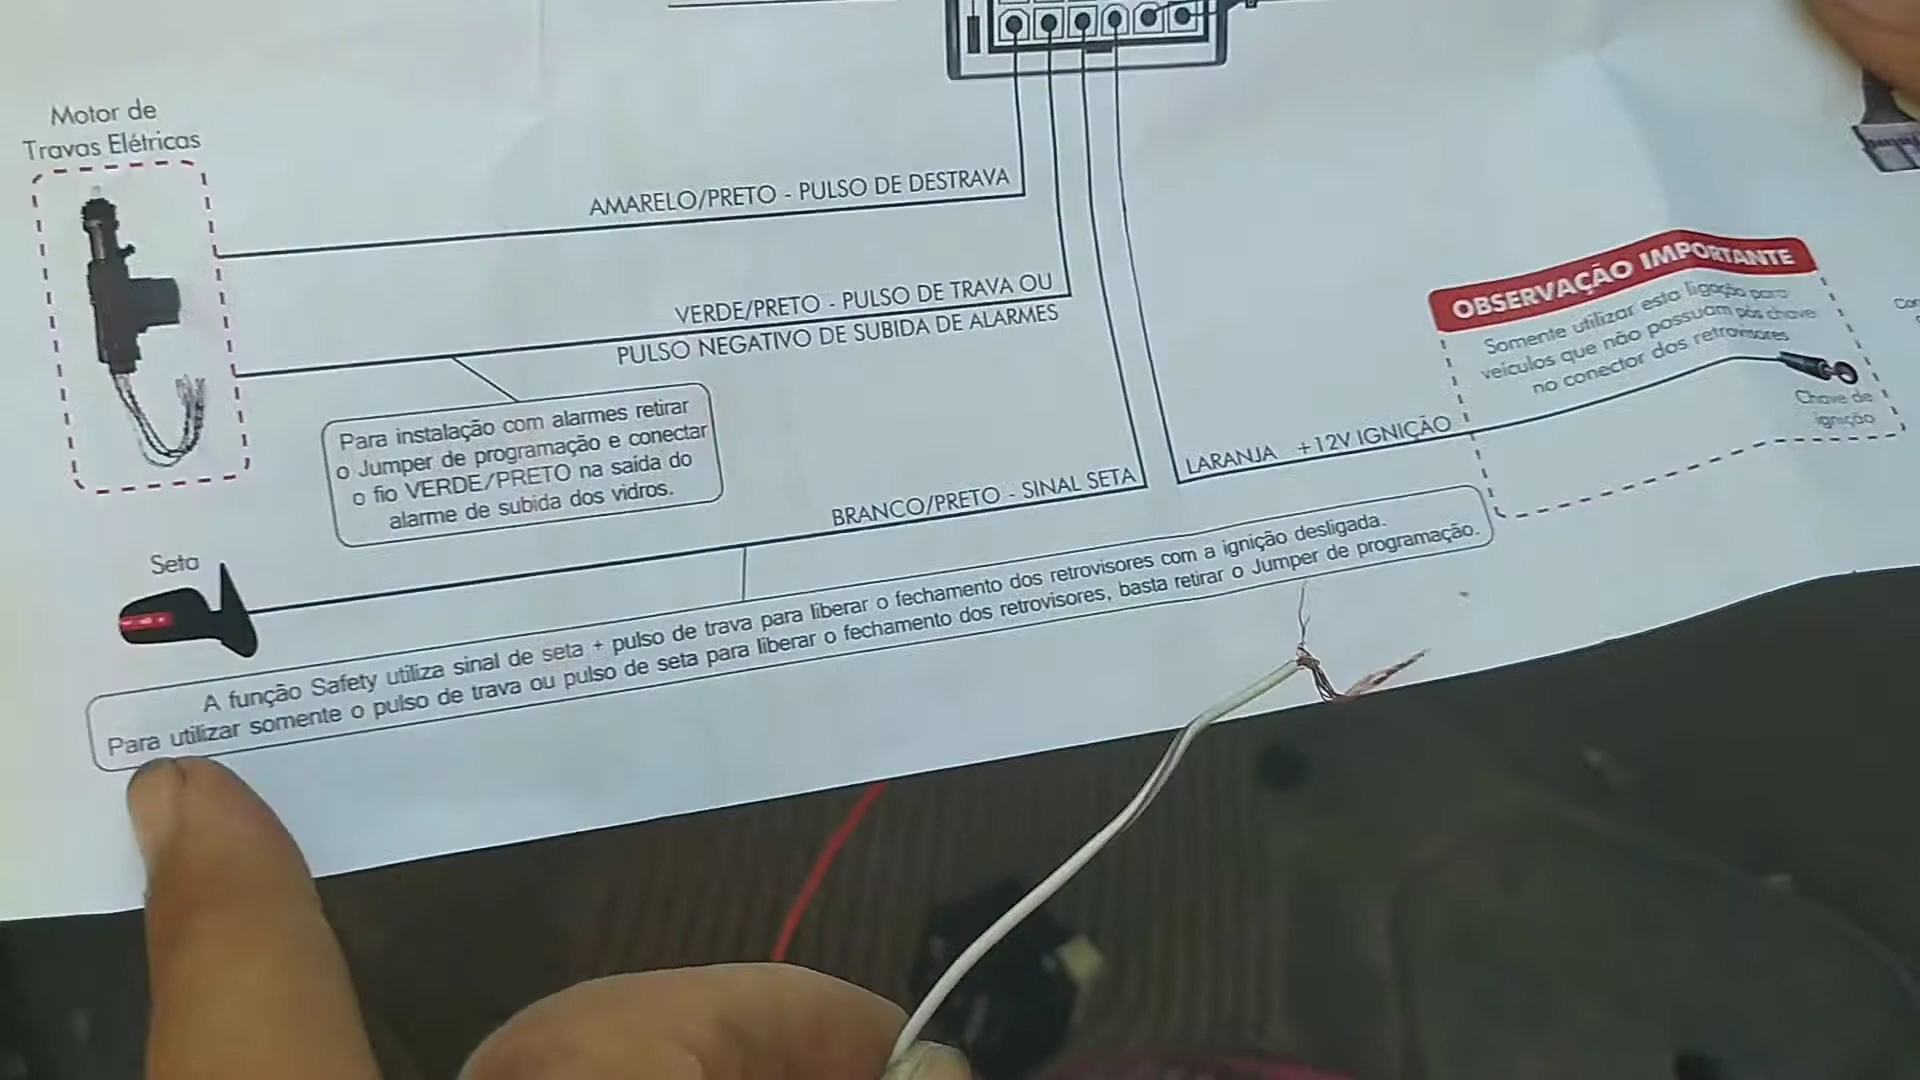 Motor de
Travas Elétricas
AMARELO/PRETO - PULSO DE DESTRAVA
VERDE/PRETO - PULSO DE TRAVA OU
PULSO NEGATIVO DE SUBIDA DE ALARMES
Para instalação com alarmes retirar
o Jumper de programação e conectar
o fio VERDE/PRETO na saída do
alarme de subida dos vidros.
OBSERVAÇÃO IMPORTANTE
Somente utilizar esta ligação para
veículos que não possuam pós chave
no conector dos retrovisores
Chave de
ignição
LARANJA +12V IGNIÇÃO
BRANCO/PRETO - SINAL SETA
Seta
A função Safety utiliza sinal de seta + pulso de trava para liberar o fechamento dos retrovisores com a ignição desligada.
Para utilizar somente o pulso de trava ou pulso de seta para liberar o fechamento dos retrovisores, basta retirar o Jumper de programação.